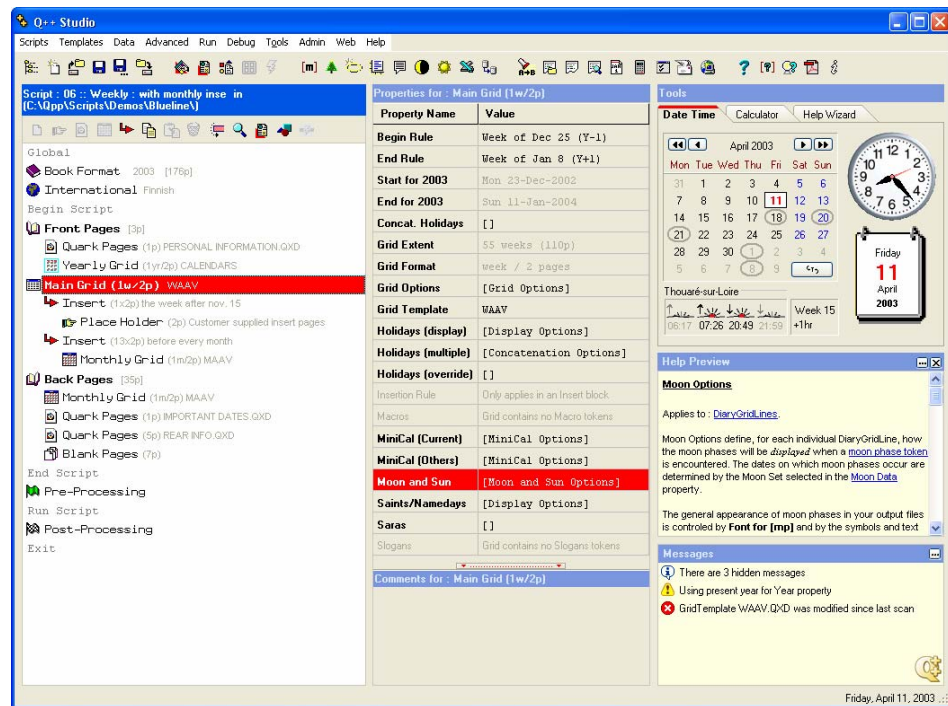 Q++ Studio
Scripts Templates Data Advanced Run Debug Tools Admin Web Help
Script : 06 :: Weekly : with monthly inse in
(C:\Qpp\Scripts\Demos\Blueline\)
Global
Book Format 2003 [176p]
International Finnish
Begin Script
Front Pages [3p]
Quark Pages (1p) PERSONAL INFORMATION.QXD
Yearly Grid (1yr/2p) CALENDARS
Main Grid (1w/2p) WAAV
Insert (1x2p) the week after nov. 15
Place Holder (2p) Customer supplied insert pages
Insert (13x2p) before every month
Monthly Grid (1m/2p) MAAV
Back Pages [35p]
Monthly Grid (1m/2p) MAAV
Quark Pages (1p) IMPORTANT DATES.QXD
Quark Pages (5p) REAR INFO.QXD
Blank Pages (7p)
End Script
Pre-Processing
Run Script
Post-Processing
Exit
Properties for : Main Grid (1w/2p)
Property Name Value
Begin Rule Week of Dec 25 (Y-1)
End Rule Week of Jan 8 (Y+1)
Start for 2003 Mon 23-Dec-2002
End for 2003 Sun 11-Jan-2004
Concat. Holidays []
Grid Extent 55 weeks (110p)
Grid Format week / 2 pages
Grid Options [Grid Options]
Grid Template WAAV
Holidays (display) [Display Options]
Holidays (multiple) [Concatenation Options]
Holidays (override) []
Insertion Rule Only applies in an Insert block
Macros Grid contains no Macro tokens
MiniCal (Current) [MiniCal Options]
MiniCal (Others) [MiniCal Options]
Moon and Sun [Moon and Sun Options]
Saints/Namedays [Display Options]
Saras []
Slogans Grid contains no Slogans tokens
Comments for : Main Grid (1w/2p)
Tools
Date Time Calculator Help Wizard
April 2003
Mon Tue Wed Thu Fri Sat Sun
31 1 2 3 4 5 6
7 8 9 10 11 12 13
14 15 16 17 18 19 20
21 22 23 24 25 26 27
28 29 30 1 2 3 4
5 6 7 8 9
Thouaré-sur-Loire
06:17 07:26 20:49 21:59
Week 15
+1hr
12 1 2 3 4 5 6 7 8 9 10 11
Friday
11
April
2003
Help Preview
Moon Options
Applies to : DiaryGridLines.
Moon Options define, for each individual DiaryGridLine, how
the moon phases will be displayed when a moon phase token
is encountered. The dates on which moon phases occur are
determined by the Moon Set selected in the Moon Data
property.
The general appearance of moon phases in your output files
is controled by Font for [mp] and by the symbols and text
Messages
There are 3 hidden messages
Using present year for Year property
GridTemplate WAAV.QXD was modified since last scan
Friday, April 11, 2003